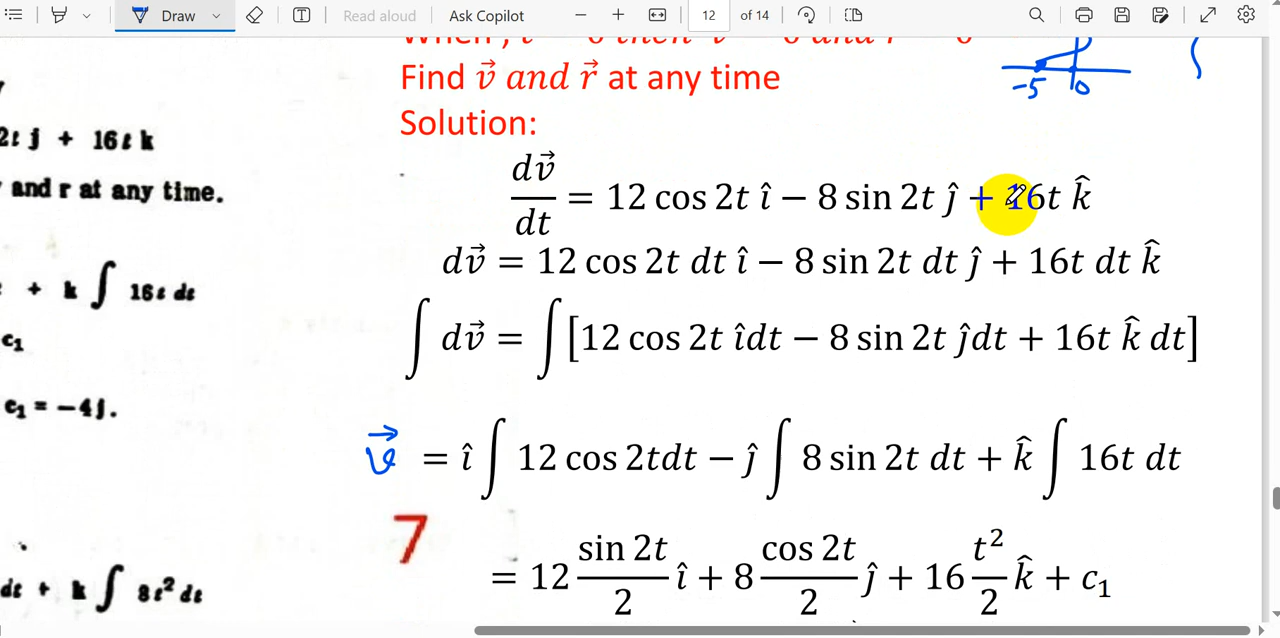 Draw Read aloud Ask Copilot 12 of 14
Find v⃗ and r⃗ at any time
-5 0
Solution:
2t j + 16t k
and r at any time.
dv⃗/dt = 12 cos 2t î − 8 sin 2t ĵ + 16t k̂
dv⃗ = 12 cos 2t dt î − 8 sin 2t dt ĵ + 16t dt k̂
+ k ∫ 16t dt
∫ dv⃗ = ∫ [12 cos 2t îdt − 8 sin 2t ĵdt + 16t k̂ dt]
c₁
c₁ = −4j.
v⃗ = î ∫ 12 cos 2tdt − ĵ ∫ 8 sin 2t dt + k̂ ∫ 16t dt
7
= 12 sin 2t/2 î + 8 cos 2t/2 ĵ + 16 t²/2 k̂ + c₁
dt + k ∫ 8t² dt